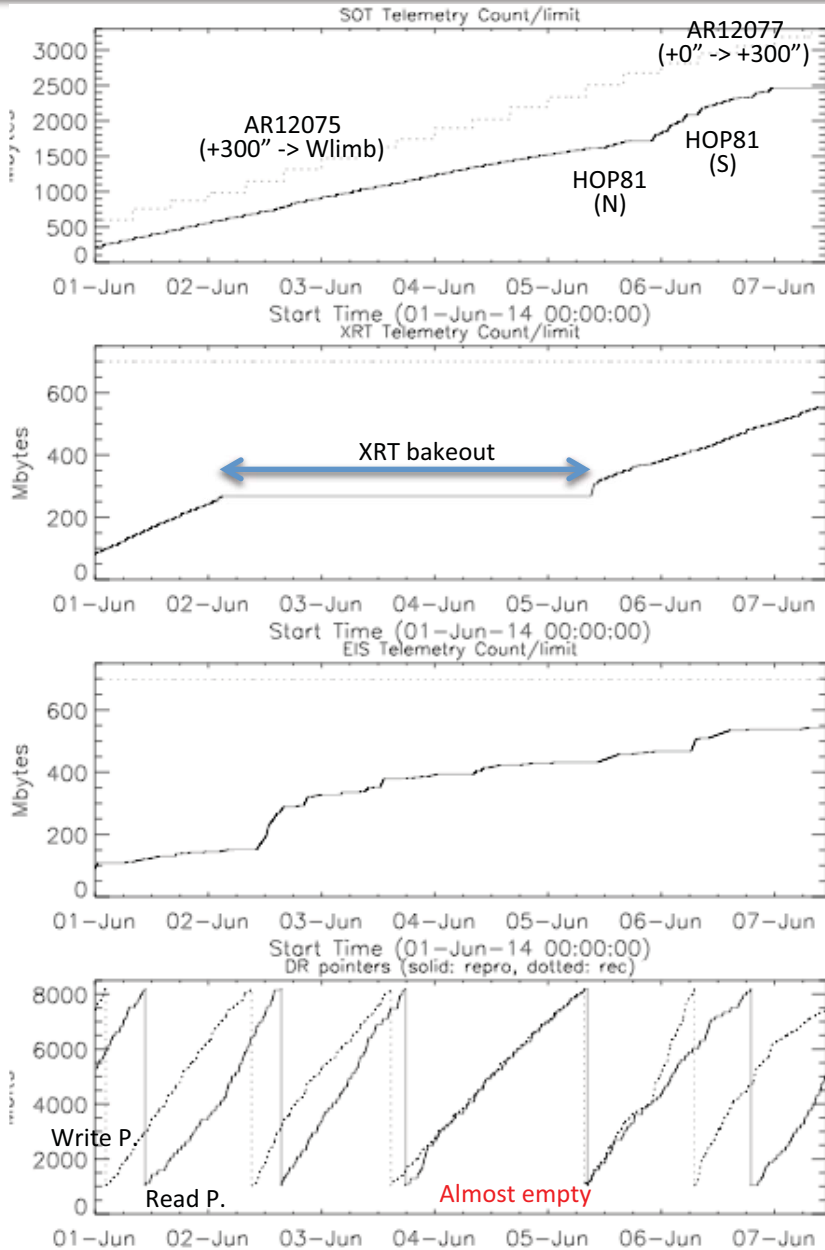 SOT Telemetry Count/limit
AR12077
(+0” -> +300”)
AR12075
(+300” -> Wlimb)
HOP81
(N)
HOP81
(S)
3000
2500
2000
1500
1000
500
0
01-Jun 02-Jun 03-Jun 04-Jun 05-Jun 06-Jun 07-Jun
Start Time (01-Jun-14 00:00:00)
XRT Telemetry Count/limit
Mbytes
600
400
200
0
XRT bakeout
01-Jun 02-Jun 03-Jun 04-Jun 05-Jun 06-Jun 07-Jun
Start Time (01-Jun-14 00:00:00)
EIS Telemetry Count/limit
Mbytes
600
400
200
0
01-Jun 02-Jun 03-Jun 04-Jun 05-Jun 06-Jun 07-Jun
Start Time (01-Jun-14 00:00:00)
DR pointers (solid: repro, dotted: rec)
8000
6000
4000
2000
0
Write P.
Read P.
Almost empty
01-Jun 02-Jun 03-Jun 04-Jun 05-Jun 06-Jun 07-Jun